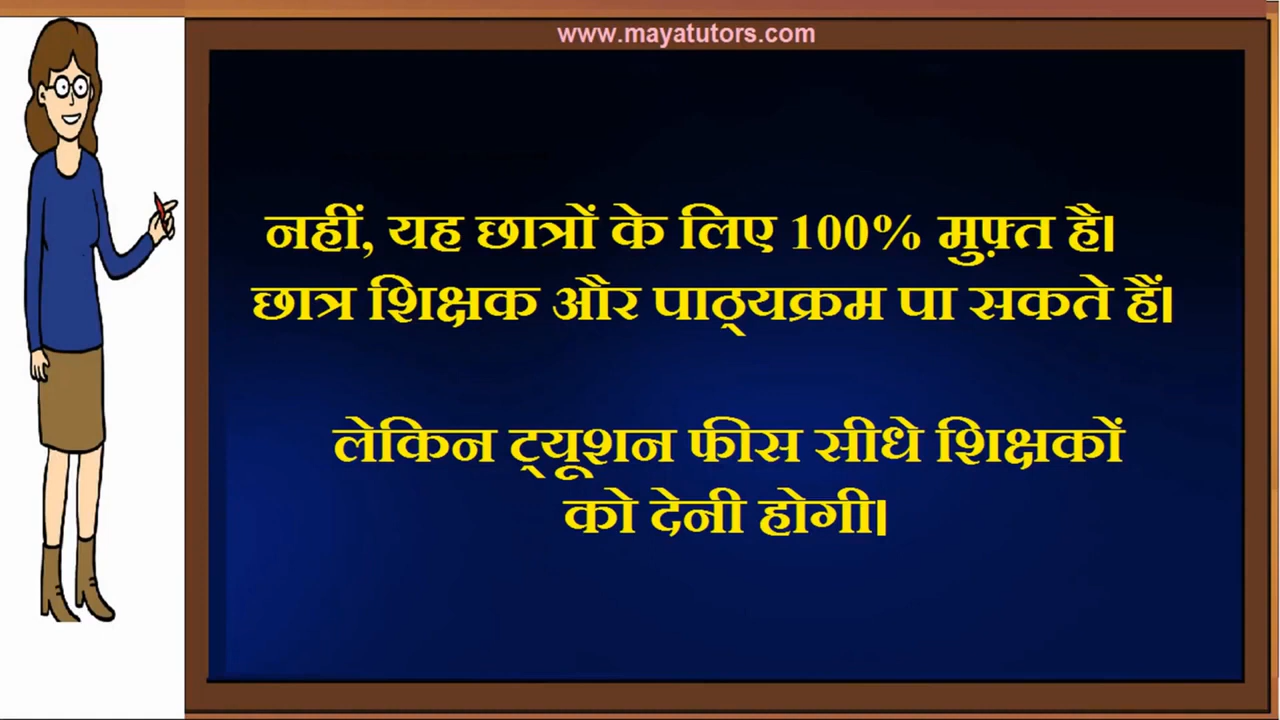 www.mayatutors.com
नहीं, यह छात्रों के लिए 100% मुफ़्त है।
छात्र शिक्षक और पाठ्यक्रम पा सकते हैं।
लेकिन ट्यूशन फीस सीधे शिक्षकों
को देनी होगी।